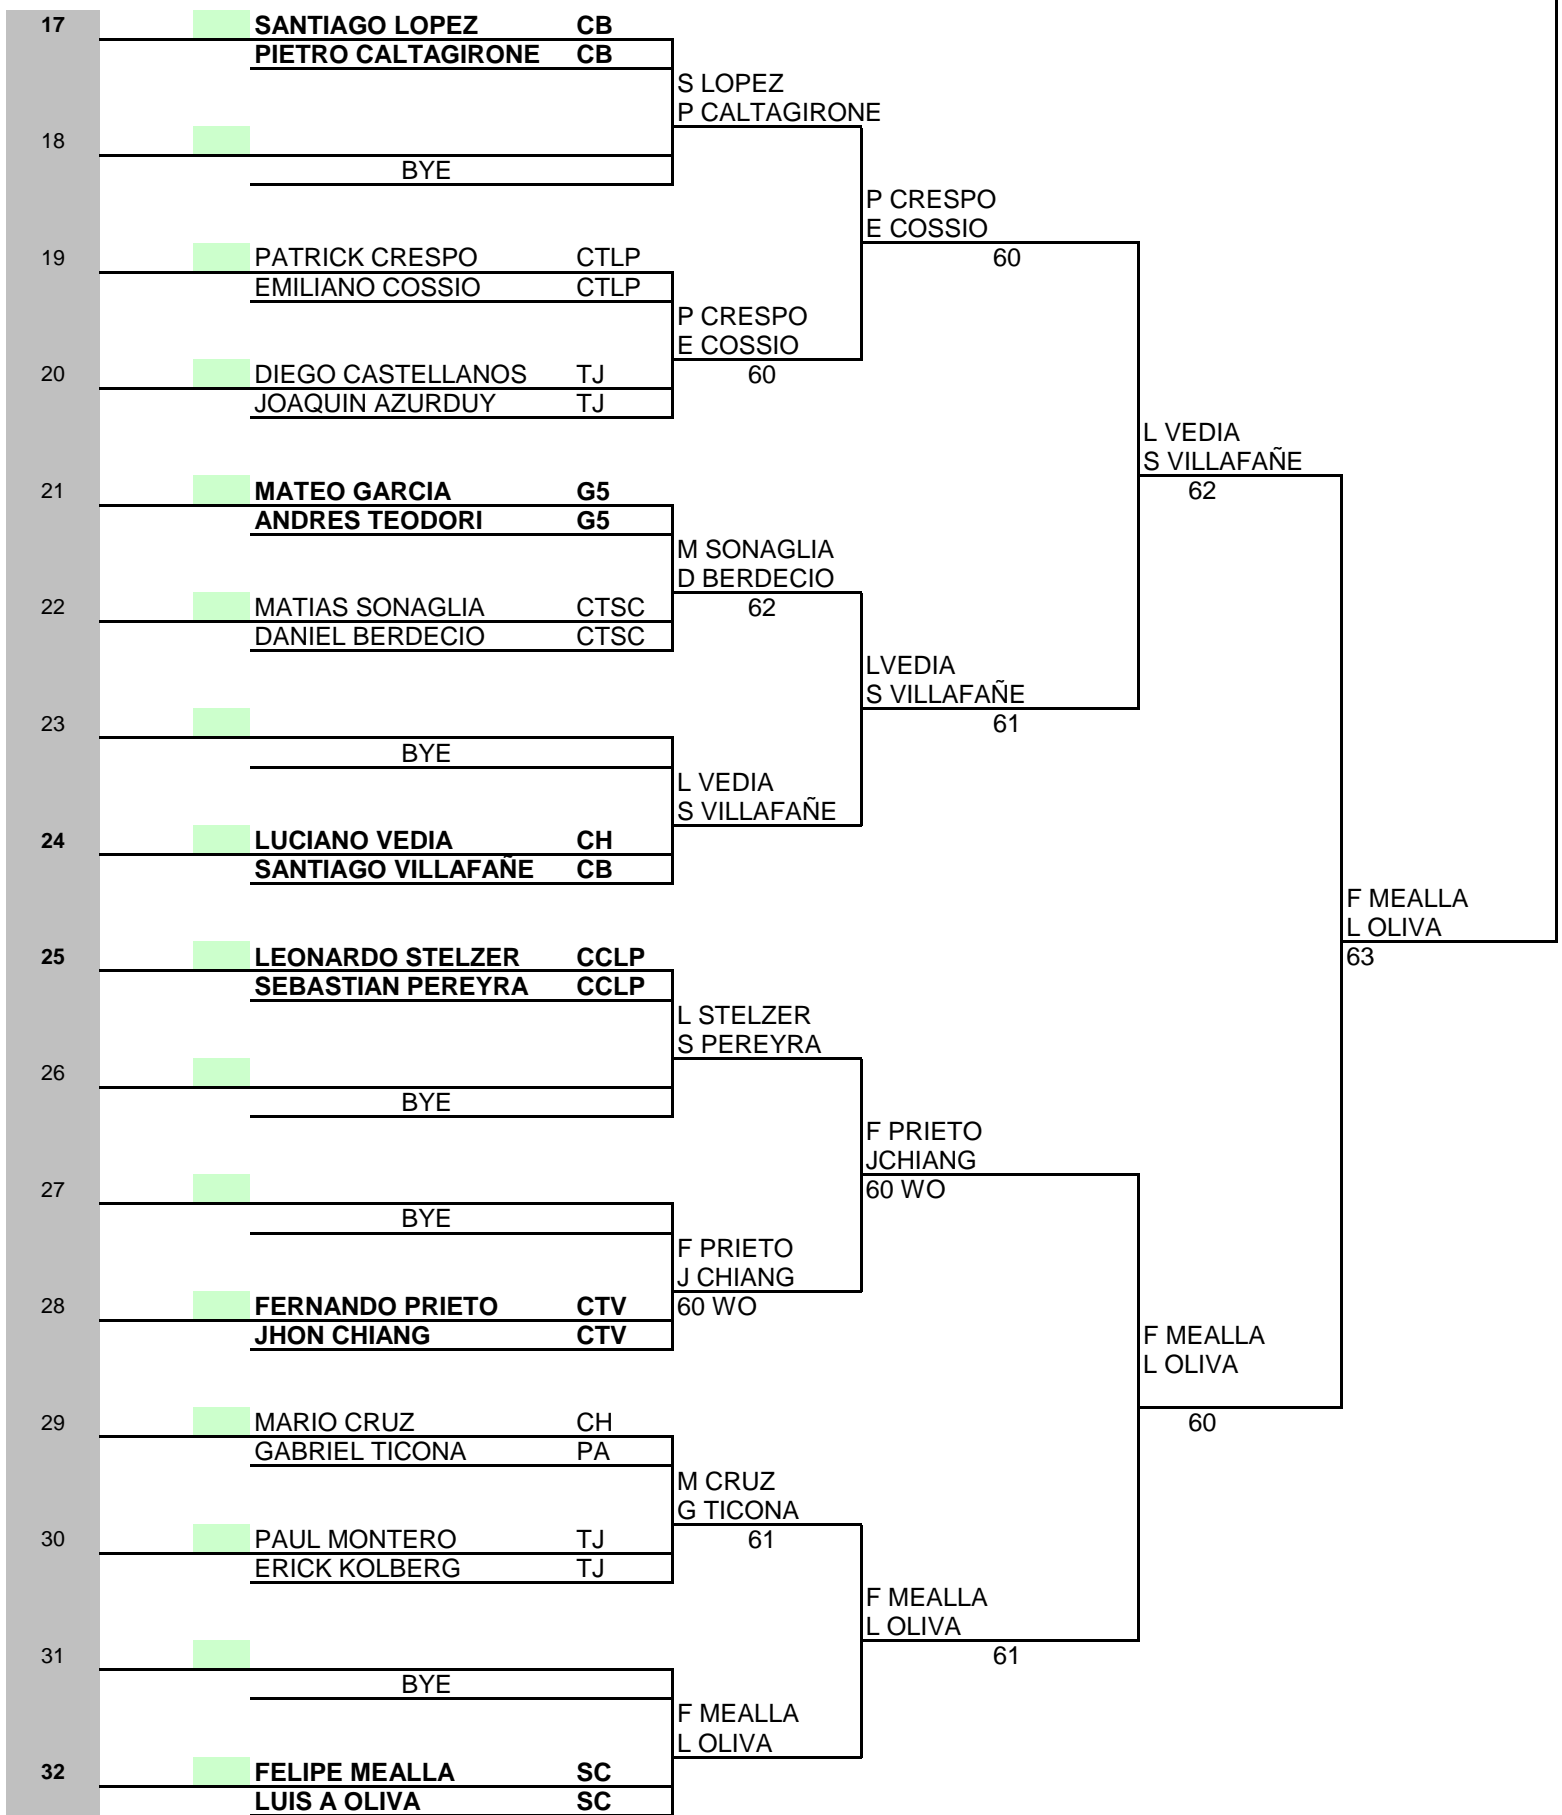 17 SANTIAGO LOPEZ CB
PIETRO CALTAGIRONE CB
S LOPEZ
P CALTAGIRONE
18
BYE
P CRESPO
E COSSIO
19 PATRICK CRESPO CTLP 60
EMILIANO COSSIO CTLP
P CRESPO
E COSSIO
20 DIEGO CASTELLANOS TJ 60
JOAQUIN AZURDUY TJ
L VEDIA
S VILLAFAÑE
21 MATEO GARCIA G5 62
ANDRES TEODORI G5
M SONAGLIA
D BERDECIO
22 MATIAS SONAGLIA CTSC 62
DANIEL BERDECIO CTSC
LVEDIA
S VILLAFAÑE
23 61
BYE
L VEDIA
S VILLAFAÑE
24 LUCIANO VEDIA CH
SANTIAGO VILLAFAÑE CB
F MEALLA
L OLIVA
25 LEONARDO STELZER CCLP 63
SEBASTIAN PEREYRA CCLP
L STELZER
S PEREYRA
26
BYE
F PRIETO
JCHIANG
27 60 WO
BYE
F PRIETO
J CHIANG
28 FERNANDO PRIETO CTV 60 WO
JHON CHIANG CTV F MEALLA
L OLIVA
29 MARIO CRUZ CH 60
GABRIEL TICONA PA
M CRUZ
G TICONA
30 PAUL MONTERO TJ 61
ERICK KOLBERG TJ
F MEALLA
L OLIVA
31 61
BYE
F MEALLA
L OLIVA
32 FELIPE MEALLA SC
LUIS A OLIVA SC